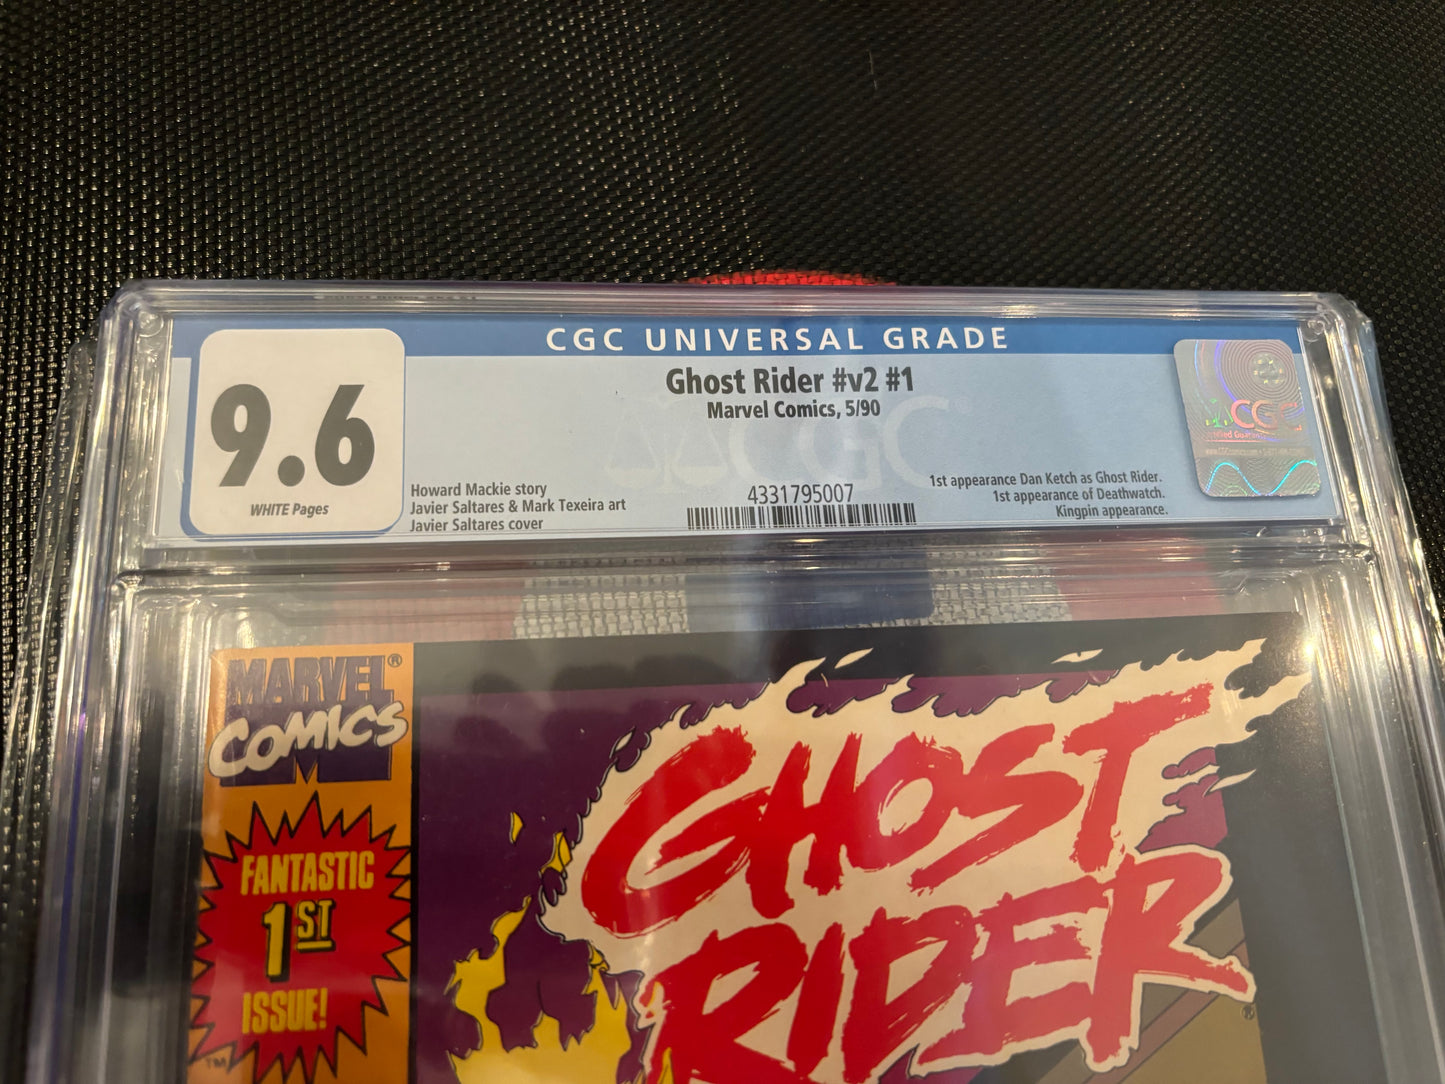 CGC UNIVERSAL GRADE
9.6
WHITE Pages
Ghost Rider #v2 #1
Marvel Comics, 5/90
CGC
Howard Mackie story
Javier Saltares & Mark Texeira art
Javier Saltares cover
4331795007
1st appearance Dan Ketch as Ghost Rider.
1st appearance of Deathwatch.
Kingpin appearance.
CGC
MARVEL®
COMICS
FANTASTIC
1ST
ISSUE!
TM
GHOST
RIDER
®